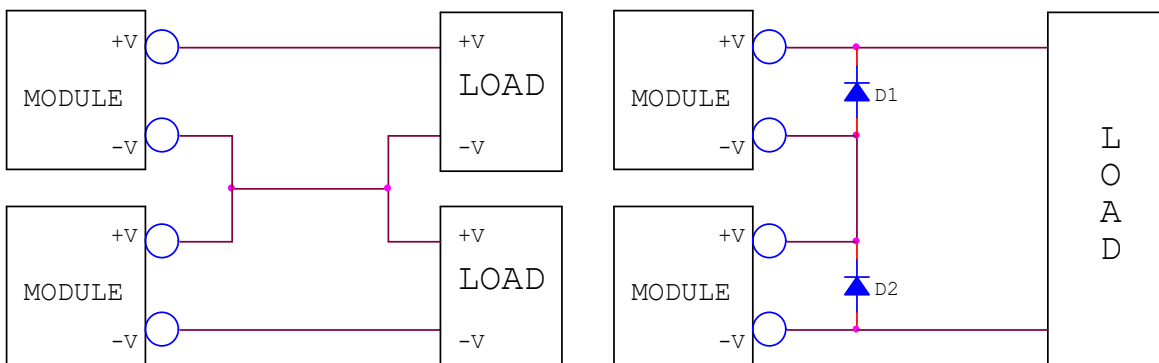 +V
MODULE
-V
+V
LOAD
-V
+V
MODULE
-V
+V
LOAD
-V
+V
MODULE
-V
D1
+V
MODULE
-V
D2
L
O
A
D